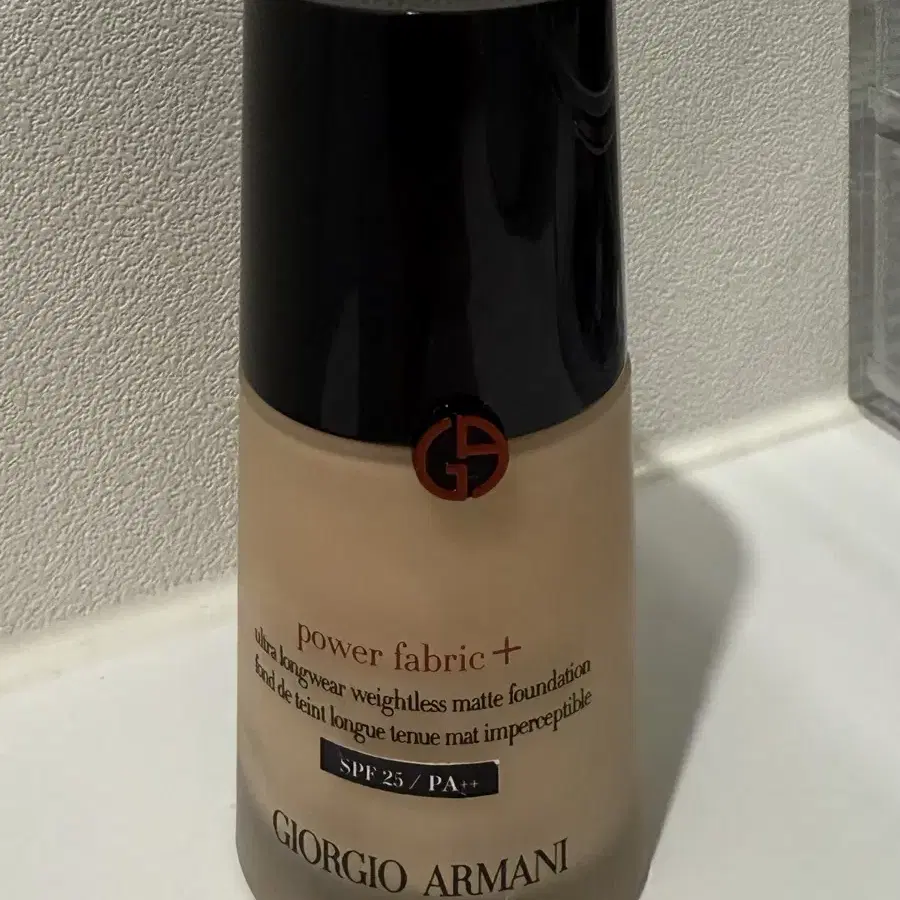 GA
power fabric+
ultra longwear weightless matte foundation
fond de teint longue tenue mat imperceptible
SPF 25 / PA++
GIORGIO ARMANI